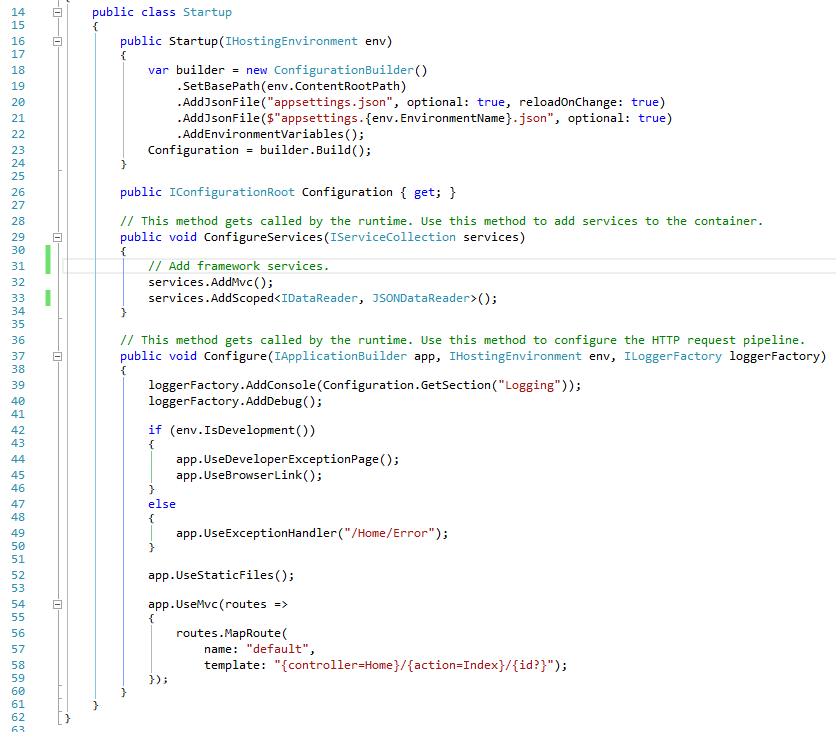 14 public class Startup
15 {
16 public Startup(IHostingEnvironment env)
17 {
18 var builder = new ConfigurationBuilder()
19 .SetBasePath(env.ContentRootPath)
20 .AddJsonFile("appsettings.json", optional: true, reloadOnChange: true)
21 .AddJsonFile($"appsettings.{env.EnvironmentName}.json", optional: true)
22 .AddEnvironmentVariables();
23 Configuration = builder.Build();
24 }
25
26 public IConfigurationRoot Configuration { get; }
27
28 // This method gets called by the runtime. Use this method to add services to the container.
29 public void ConfigureServices(IServiceCollection services)
30 {
31 // Add framework services.
32 services.AddMvc();
33 services.AddScoped<IDataReader, JSONDataReader>();
34 }
35
36 // This method gets called by the runtime. Use this method to configure the HTTP request pipeline.
37 public void Configure(IApplicationBuilder app, IHostingEnvironment env, ILoggerFactory loggerFactory)
38 {
39 loggerFactory.AddConsole(Configuration.GetSection("Logging"));
40 loggerFactory.AddDebug();
41
42 if (env.IsDevelopment())
43 {
44 app.UseDeveloperExceptionPage();
45 app.UseBrowserLink();
46 }
47 else
48 {
49 app.UseExceptionHandler("/Home/Error");
50 }
51
52 app.UseStaticFiles();
53
54 app.UseMvc(routes =>
55 {
56 routes.MapRoute(
57 name: "default",
58 template: "{controller=Home}/{action=Index}/{id?}");
59 });
60 }
61 }
62 }
63